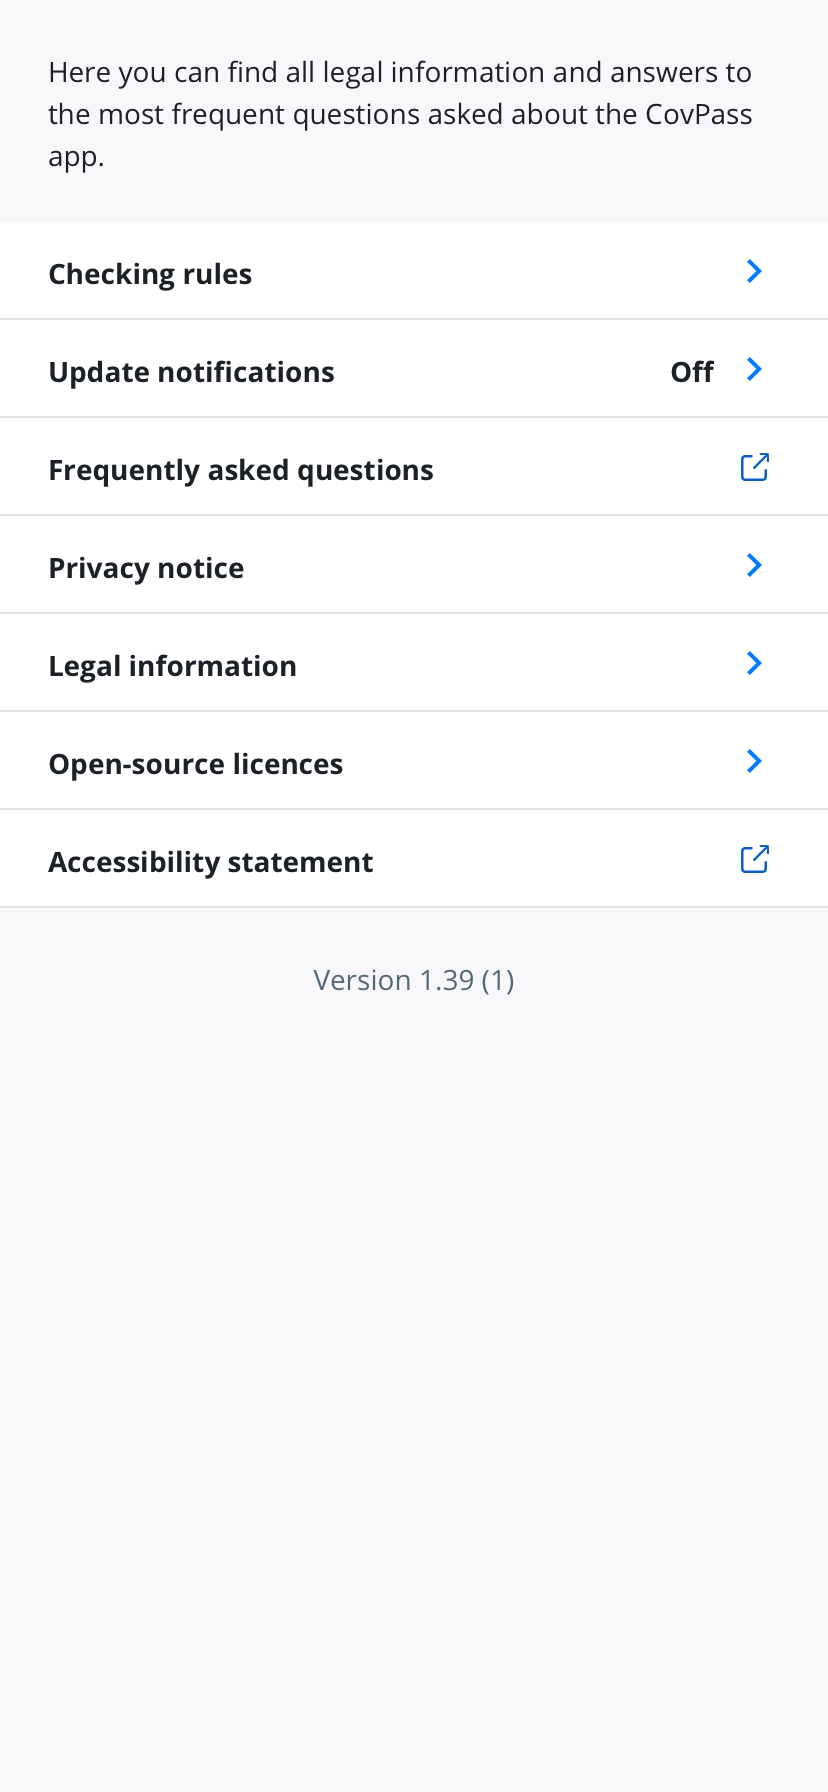 Here you can find all legal information and answers to
the most frequent questions asked about the CovPass
app.
Checking rules
Update notifications Off
Frequently asked questions
Privacy notice
Legal information
Open-source licences
Accessibility statement
Version 1.39 (1)